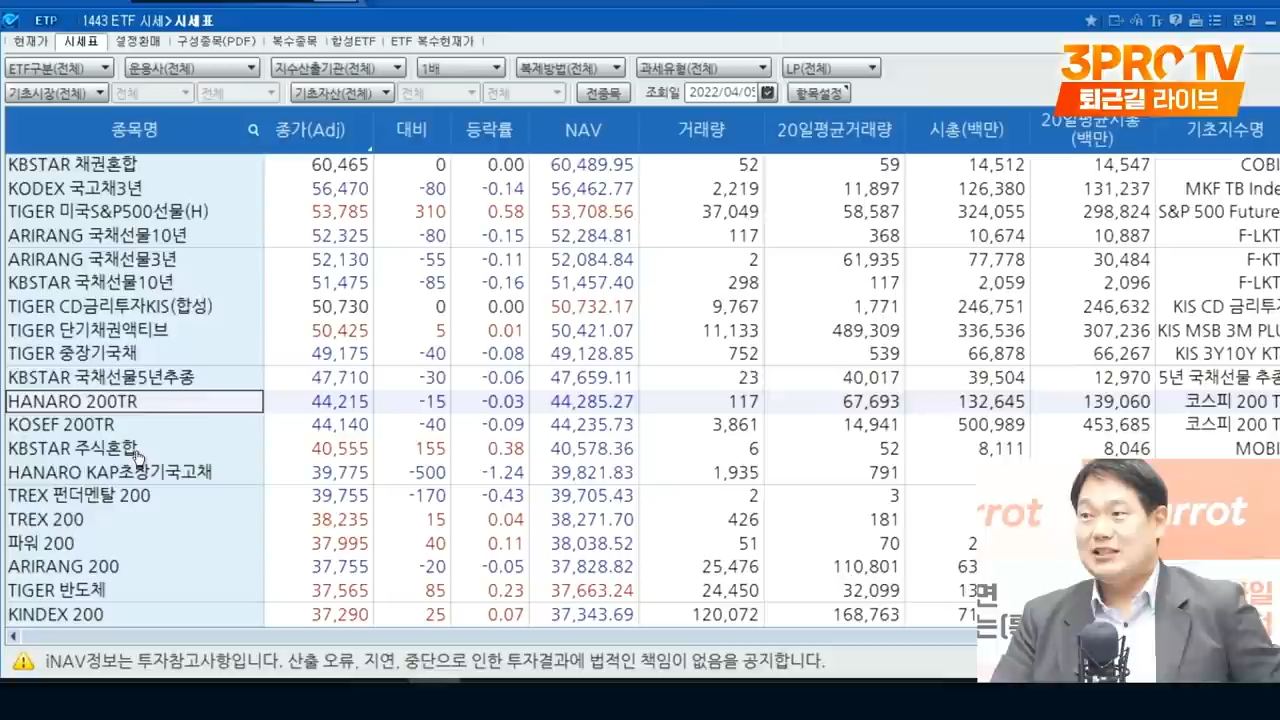 ETP 1443 ETF 시세>시세표 문의
현재가 시세표 설정환매 구성종목(PDF) 복수종목 합성ETF ETF 복수현재가
ETF구분(전체) 운용사(전체) 지수산출기관(전체) 1배 복제방법(전체) 과세유형(전체) LP(전체)
기초시장(전체) 전체 전체 기초자산(전체) 전체 전체 전종목 조회일 2022/04/05 항목설정
3PRO TV
퇴근길 라이브
종목명 종가(Adj) 대비 등락률 NAV 거래량 20일평균거래량 시총(백만) 20일평균시총 (백만) 기초지수명
KBSTAR 채권혼합 60,465 0 0.00 60,489.95 52 59 14,512 14,547 COBI
KODEX 국고채3년 56,470 -80 -0.14 56,462.77 2,219 11,897 126,380 131,237 MKF TB Inde
TIGER 미국S&P500선물(H) 53,785 310 0.58 53,708.56 37,049 58,587 324,055 298,824 S&P 500 Future
ARIRANG 국채선물10년 52,325 -80 -0.15 52,284.81 117 368 10,674 10,887 F-LKT
ARIRANG 국채선물3년 52,130 -55 -0.11 52,084.84 2 61,935 77,778 30,484 F-KT
KBSTAR 국채선물10년 51,475 -85 -0.16 51,457.40 298 117 2,059 2,096 F-LKT
TIGER CD금리투자KIS(합성) 50,730 0 0.00 50,732.17 9,767 1,771 246,751 246,632 KIS CD 금리투
TIGER 단기채권액티브 50,425 5 0.01 50,421.07 11,133 489,309 336,536 307,236 KIS MSB 3M PLU
TIGER 중장기국채 49,175 -40 -0.08 49,128.85 752 539 66,878 66,267 KIS 3Y10Y KT
KBSTAR 국채선물5년추종 47,710 -30 -0.06 47,659.11 23 40,017 39,504 12,970 5년 국채선물 추종
HANARO 200TR 44,215 -15 -0.03 44,285.27 117 67,693 132,645 139,060 코스피 200 T
KOSEF 200TR 44,140 -40 -0.09 44,235.73 3,861 14,941 500,989 453,685 코스피 200 T
KBSTAR 주식혼합 40,555 155 0.38 40,578.36 6 52 8,111 8,046 MOBI
HANARO KAP초장기국고채 39,775 -500 -1.24 39,821.83 1,935 791
TREX 펀더멘탈 200 39,755 -170 -0.43 39,705.43 2 3
TREX 200 38,235 15 0.04 38,271.70 426 181
파워 200 37,995 40 0.11 38,038.52 51 70 2
ARIRANG 200 37,755 -20 -0.05 37,828.82 25,476 110,801 63
TIGER 반도체 37,565 85 0.23 37,663.24 24,450 32,099 13
KINDEX 200 37,290 25 0.07 37,343.69 120,072 168,763 71
rrot arrot
iNAV정보는 투자참고사항입니다. 산출 오류, 지연, 중단으로 인한 투자결과에 법적인 책임이 없음을 공지합니다.